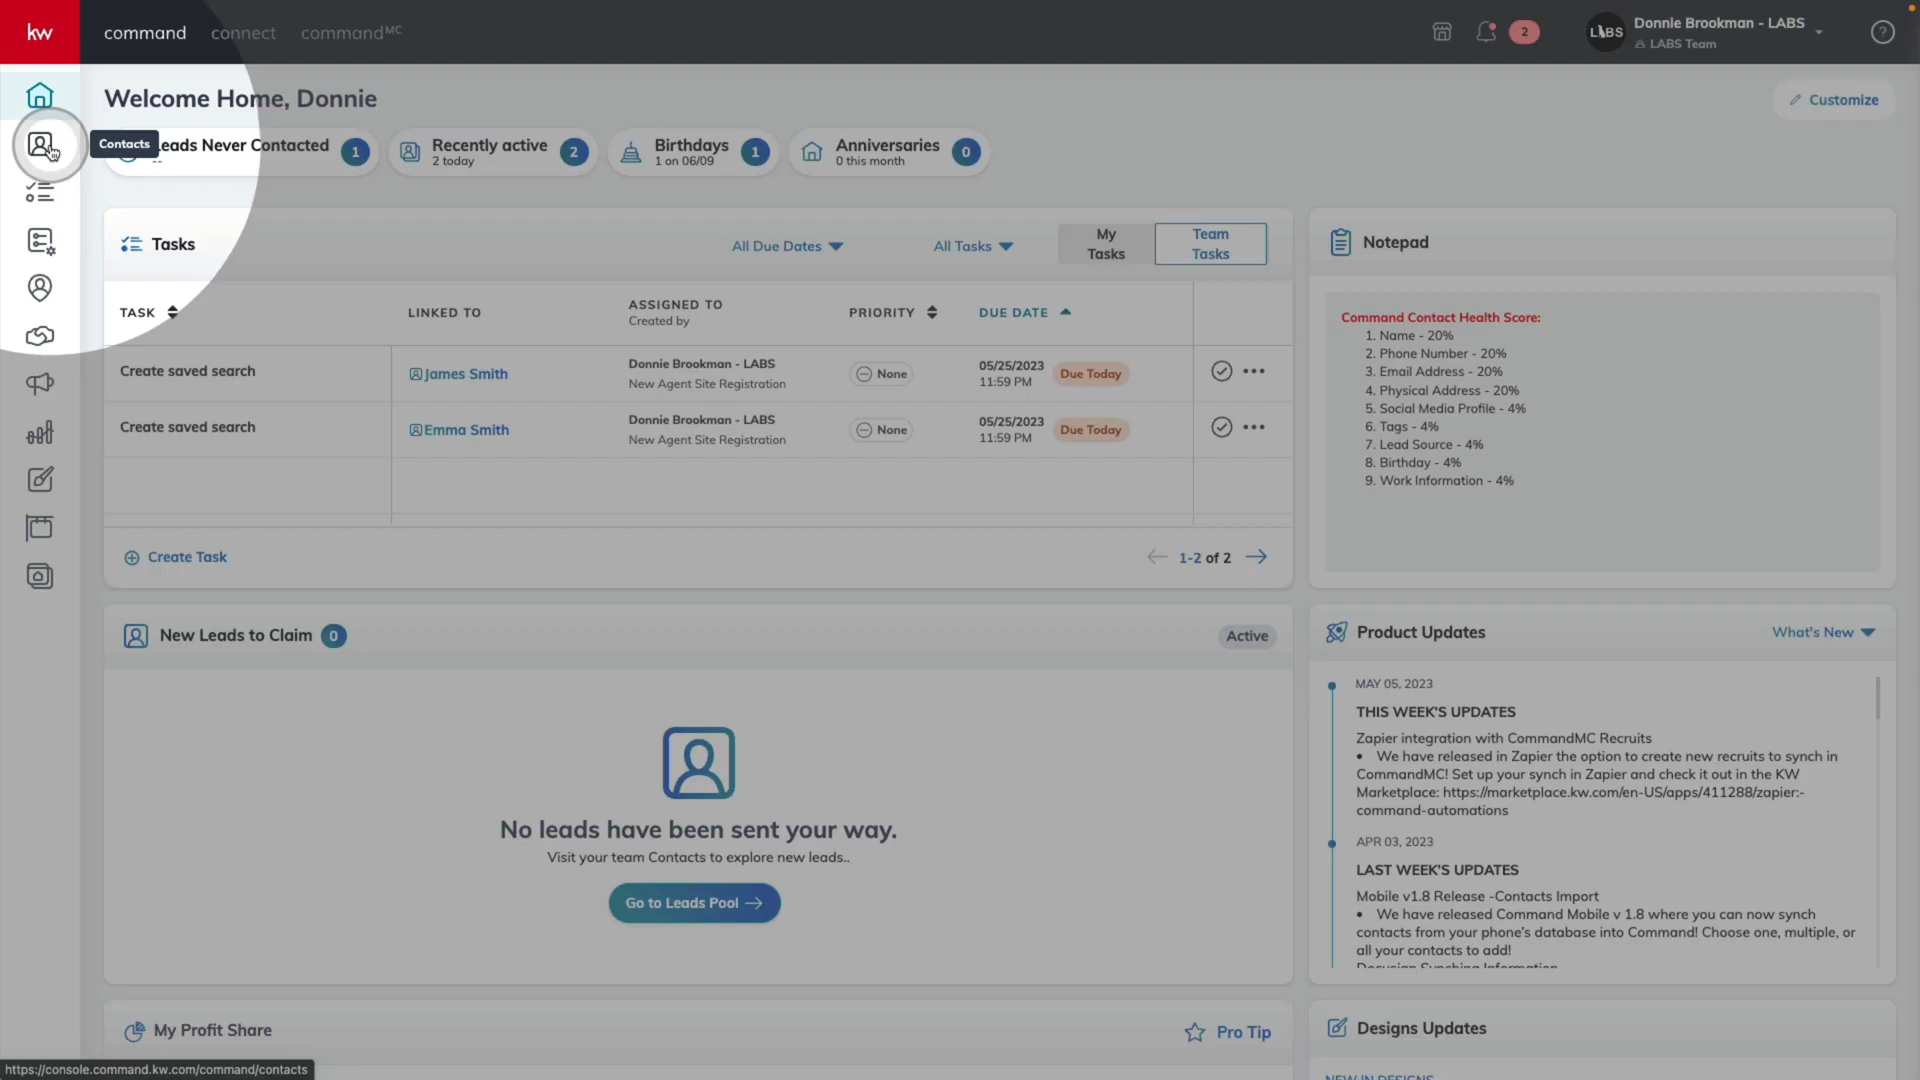 kw
command connect commandMC
2
LABS
Donnie Brookman - LABS
LABS Team
?
Welcome Home, Donnie
Customize
Contacts
eads Never Contacted
--
1
Recently active
2 today
2
Birthdays
1 on 06/09
1
Anniversaries
0 this month
0
Tasks
All Due Dates
All Tasks
My
Tasks
Team
Tasks
TASK
LINKED TO
ASSIGNED TO
Created by
PRIORITY
DUE DATE
Create saved search
James Smith
Donnie Brookman - LABS
New Agent Site Registration
None
05/25/2023
11:59 PM
Due Today
Create saved search
Emma Smith
Donnie Brookman - LABS
New Agent Site Registration
None
05/25/2023
11:59 PM
Due Today
Create Task
1-2 of 2
Notepad
Command Contact Health Score:
1. Name - 20%
2. Phone Number - 20%
3. Email Address - 20%
4. Physical Address - 20%
5. Social Media Profile - 4%
6. Tags - 4%
7. Lead Source - 4%
8. Birthday - 4%
9. Work Information - 4%
New Leads to Claim 0
Active
No leads have been sent your way.
Visit your team Contacts to explore new leads..
Go to Leads Pool
Product Updates
What's New
MAY 05, 2023
THIS WEEK'S UPDATES
Zapier integration with CommandMC Recruits
• We have released in Zapier the option to create new recruits to synch in
CommandMC! Set up your synch in Zapier and check it out in the KW
Marketplace: https://marketplace.kw.com/en-US/apps/411288/zapier:-
command-automations
APR 03, 2023
LAST WEEK'S UPDATES
Mobile v1.8 Release -Contacts Import
• We have released Command Mobile v 1.8 where you can now synch
contacts from your phone's database into Command! Choose one, multiple, or
all your contacts to add!
Docusign Synching Information
My Profit Share
Pro Tip
Designs Updates
NEW IN DESIGNS
https://console.command.kw.com/command/contacts